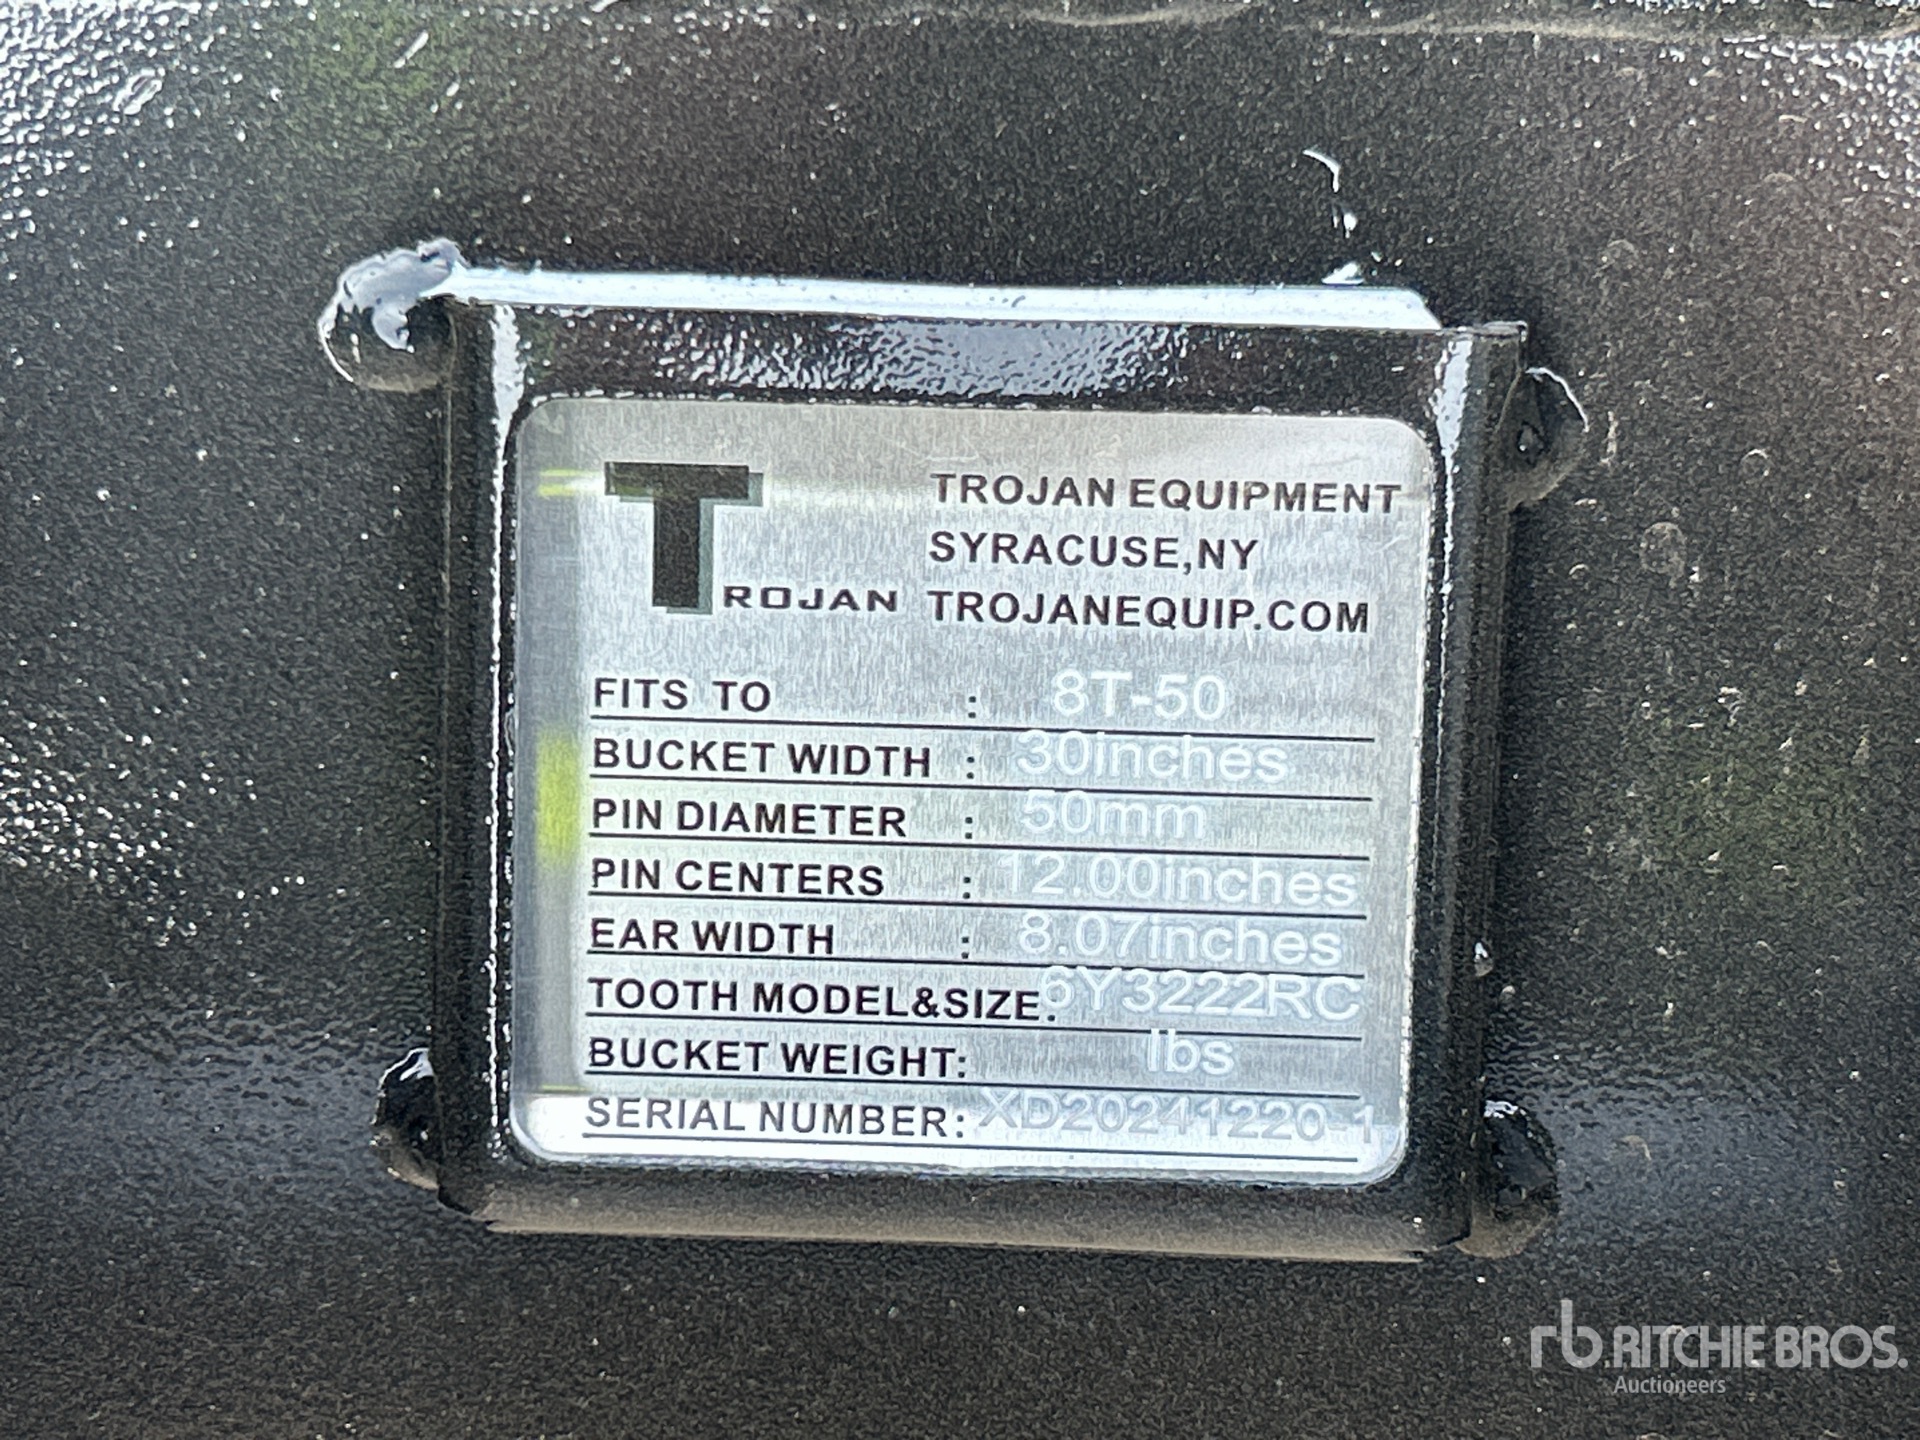 TROJAN
TROJAN EQUIPMENT
SYRACUSE,NY
TROJANEQUIP.COM
FITS TO : 8T-50
BUCKET WIDTH : 30inches
PIN DIAMETER : 50mm
PIN CENTERS : 12.00inches
EAR WIDTH : 8.07inches
TOOTH MODEL&SIZE: 6Y3222RC
BUCKET WEIGHT: lbs
SERIAL NUMBER: XD20241220-1
rb RITCHIE BROS.
Auctioneers